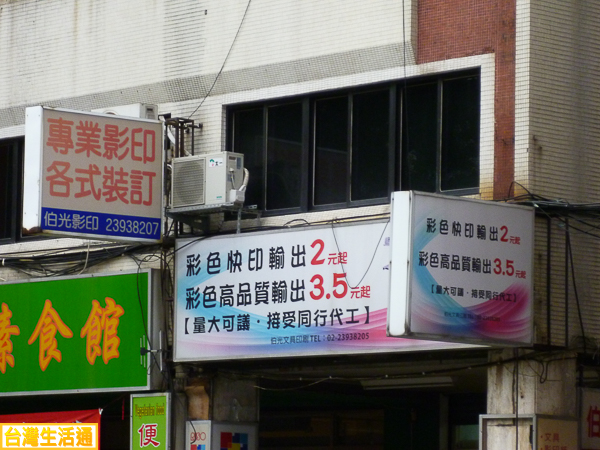 專業影印
各式裝訂
伯光影印 23938207
彩色快印輸出2元起
彩色高品質輸出3.5元起
【量大可議．接受同行代工】
伯光文具印刷 TEL：02-23938205
彩色快印輸出2元起
彩色高品質輸出3.5元起
【量大可議．接受同行代工】
素食館
便
台灣生活通